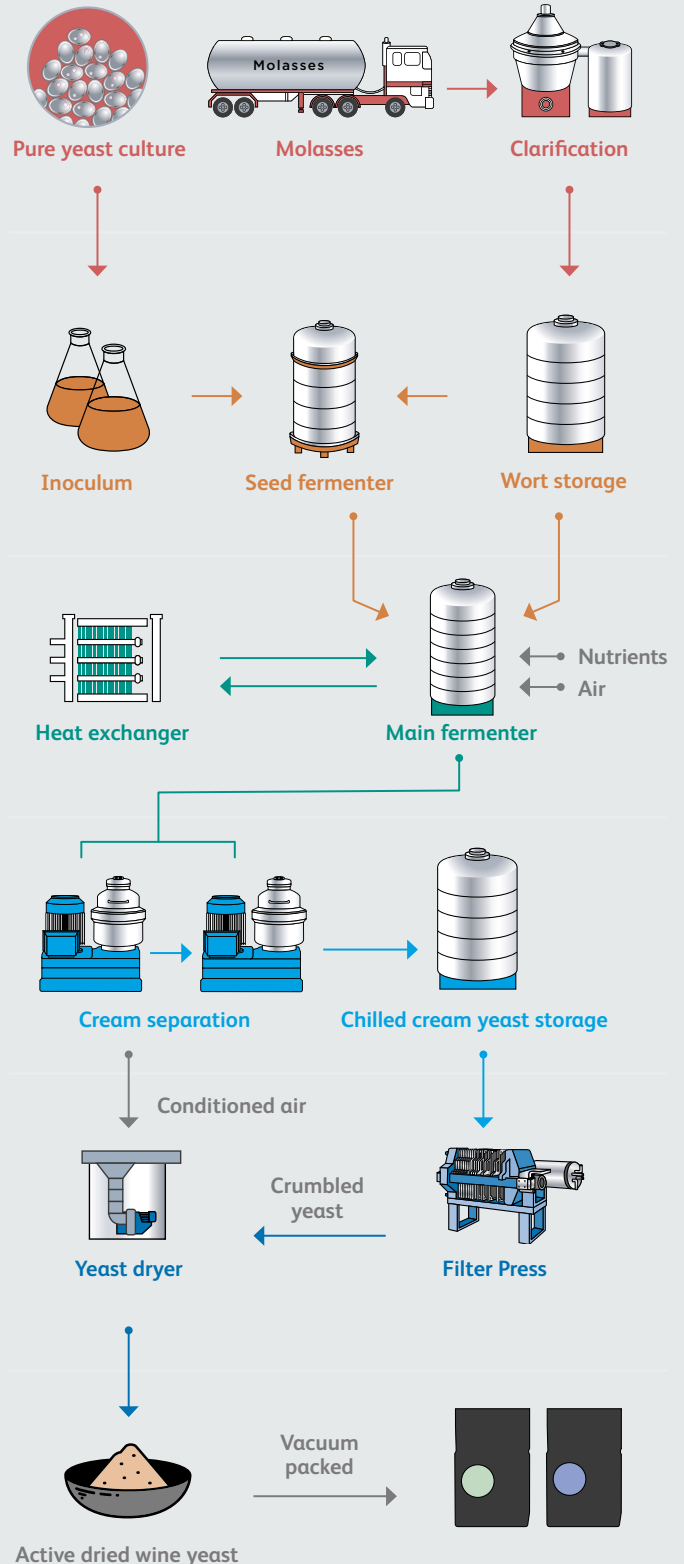 Molasses
Pure yeast culture
Molasses
Clarification
Inoculum
Seed fermenter
Wort storage
Nutrients
Air
Heat exchanger
Main fermenter
Cream separation
Chilled cream yeast storage
Conditioned air
Crumbled
yeast
Yeast dryer
Filter Press
Vacuum
packed
Active dried wine yeast